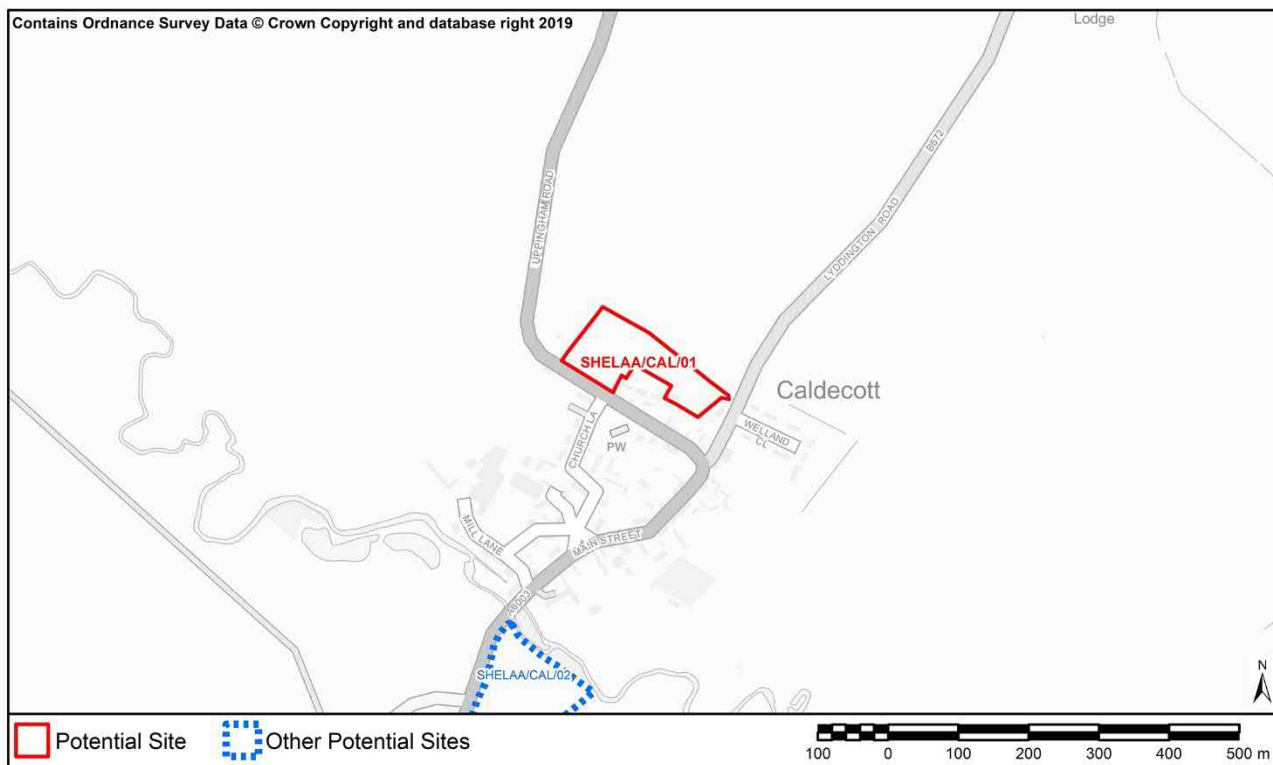 Contains Ordnance Survey Data © Crown Copyright and database right 2019
Lodge
B672
UPPINGHAM ROAD
LYDDINGTON ROAD
SHELAA/CAL/01
Caldecott
WELLAND CL
CHURCH LA
PW
MILL LANE
MAIN STREET
A6003
SHELAA/CAL/02
N
Potential Site
Other Potential Sites
100 0 100 200 300 400 500 m